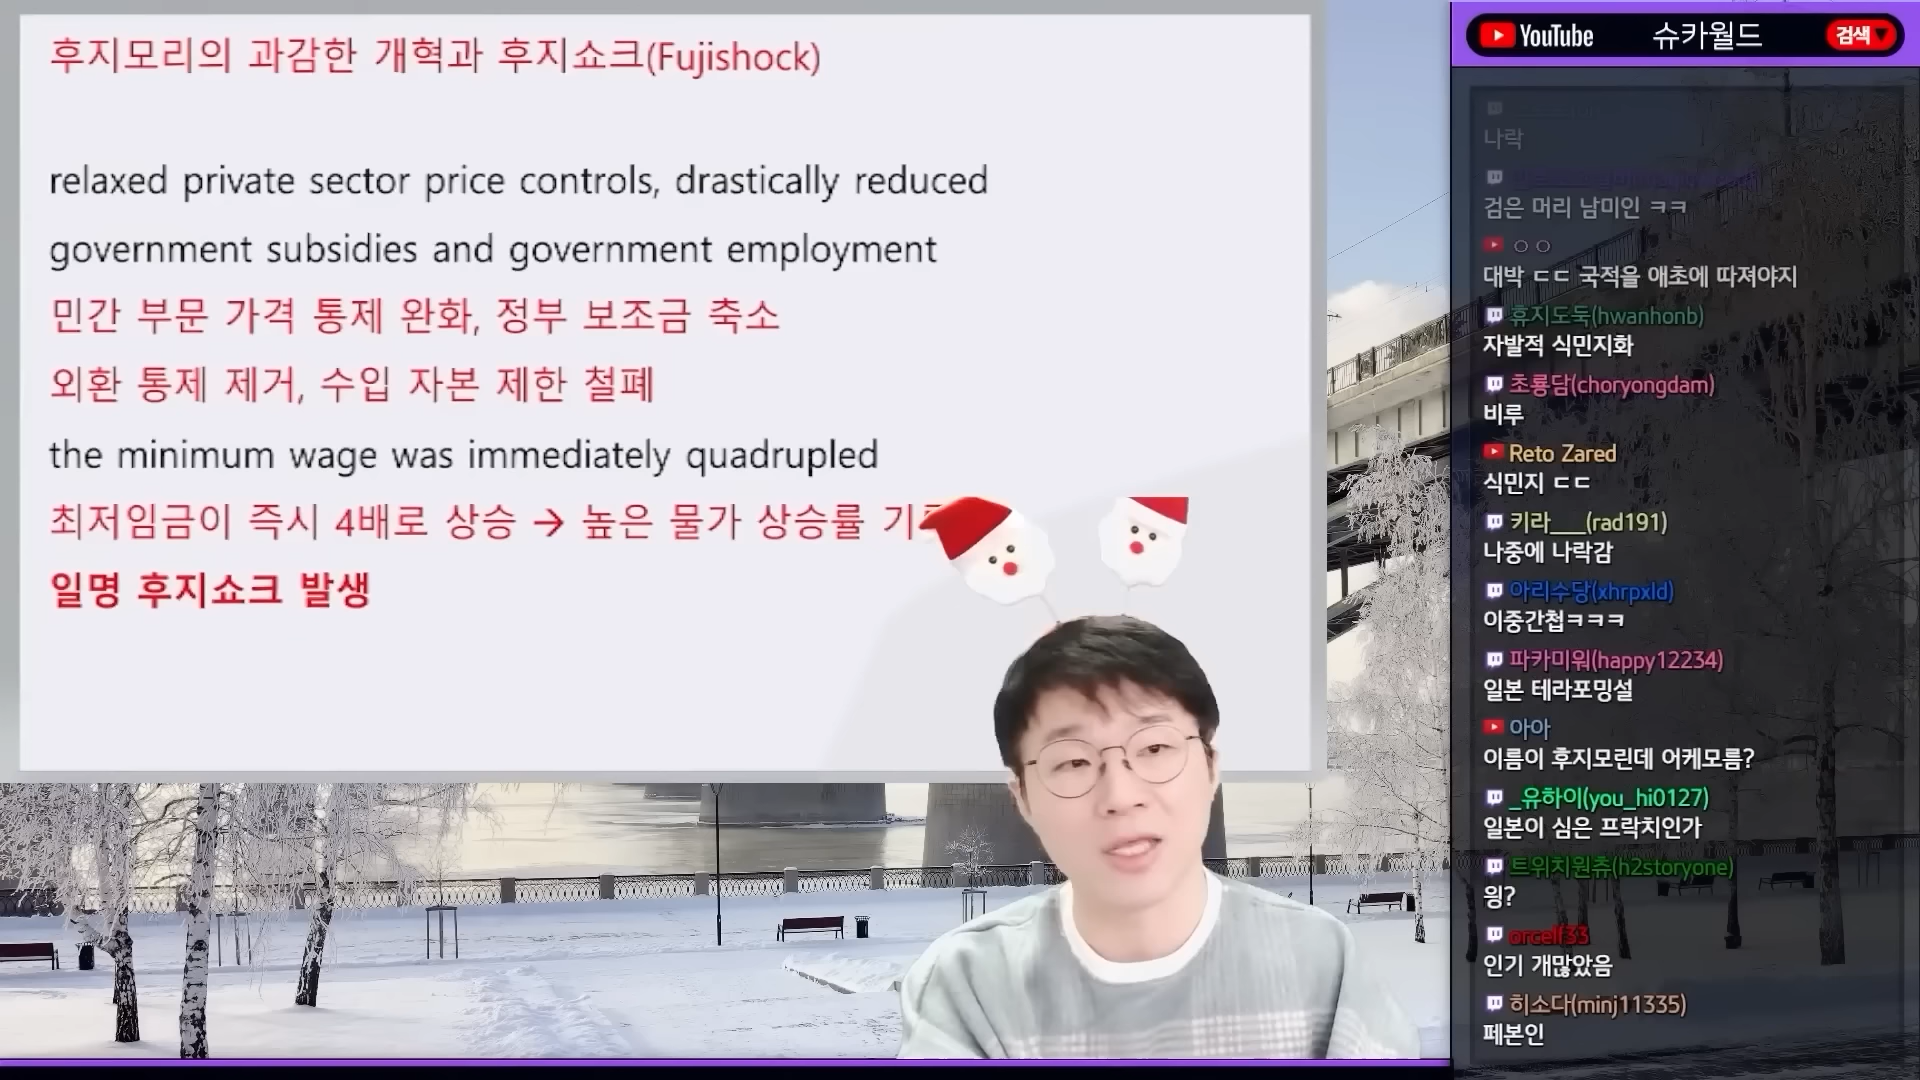 후지모리의 과감한 개혁과 후지쇼크(Fujishock)
relaxed private sector price controls, drastically reduced
government subsidies and government employment
민간 부문 가격 통제 완화, 정부 보조금 축소
외환 통제 제거, 수입 자본 제한 철폐
the minimum wage was immediately quadrupled
최저임금이 즉시 4배로 상승 → 높은 물가 상승률
일명 후지쇼크 발생
YouTube 슈카월드 검색
나락
검은 머리 남미인 ㅋㅋ
ㅇㅇ
대박 ㄷㄷ 국적을 애초에 따져야지
휴지도둑(hwanhonb)
자발적 식민지화
초룡담(choryongdam)
비루
Reto Zared
식민지 ㄷㄷ
키라___(rad191)
나중에 나락감
아리수당(xhrpxld)
이중간첩ㅋㅋㅋ
파카미워(happy12234)
일본 테라포밍설
아아
이름이 후지모린데 어케모름?
_유하이(you_hi0127)
일본이 심은 프락치인가
트위치원츄(h2storyone)
잉?
orcelf33
인기 개많았음
히소다(minj11335)
페본인